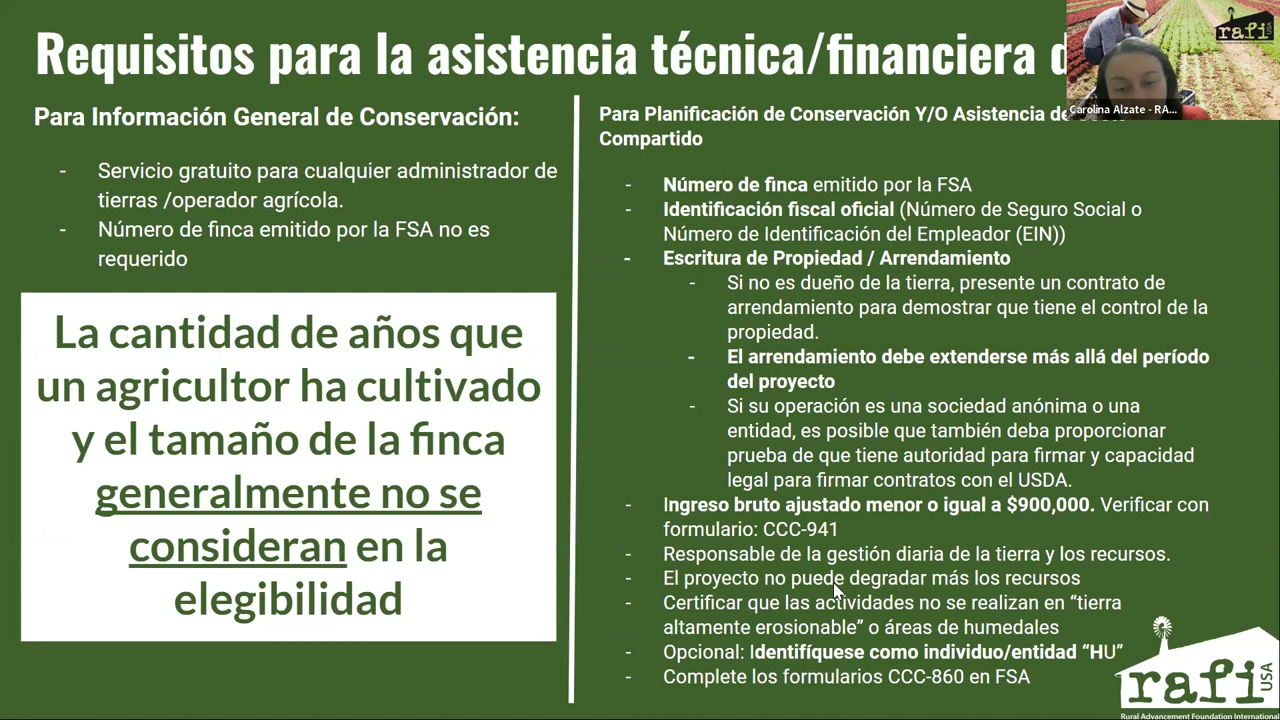 Requisitos para la asistencia técnica/financiera
Para Información General de Conservación:
- Servicio gratuito para cualquier administrador de
tierras /operador agrícola.
- Número de finca emitido por la FSA no es
requerido
La cantidad de años que
un agricultor ha cultivado
y el tamaño de la finca
generalmente no se
consideran en la
elegibilidad
Para Planificación de Conservación Y/O Asistencia de
Compartido
- Número de finca emitido por la FSA
- Identificación fiscal oficial (Número de Seguro Social o
Número de Identificación del Empleador (EIN))
- Escritura de Propiedad / Arrendamiento
- Si no es dueño de la tierra, presente un contrato de
arrendamiento para demostrar que tiene el control de la
propiedad.
- El arrendamiento debe extenderse más allá del período
del proyecto
- Si su operación es una sociedad anónima o una
entidad, es posible que también deba proporcionar
prueba de que tiene autoridad para firmar y capacidad
legal para firmar contratos con el USDA.
- Ingreso bruto ajustado menor o igual a $900,000. Verificar con
formulario: CCC-941
- Responsable de la gestión diaria de la tierra y los recursos.
- El proyecto no puede degradar más los recursos
- Certificar que las actividades no se realizan en “tierra
altamente erosionable” o áreas de humedales
- Opcional: Identifíquese como individuo/entidad “HU”
- Complete los formularios CCC-860 en FSA
rafi USA
Carolina Alzate - RA...
rafi USA
Rural Advancement Foundation International